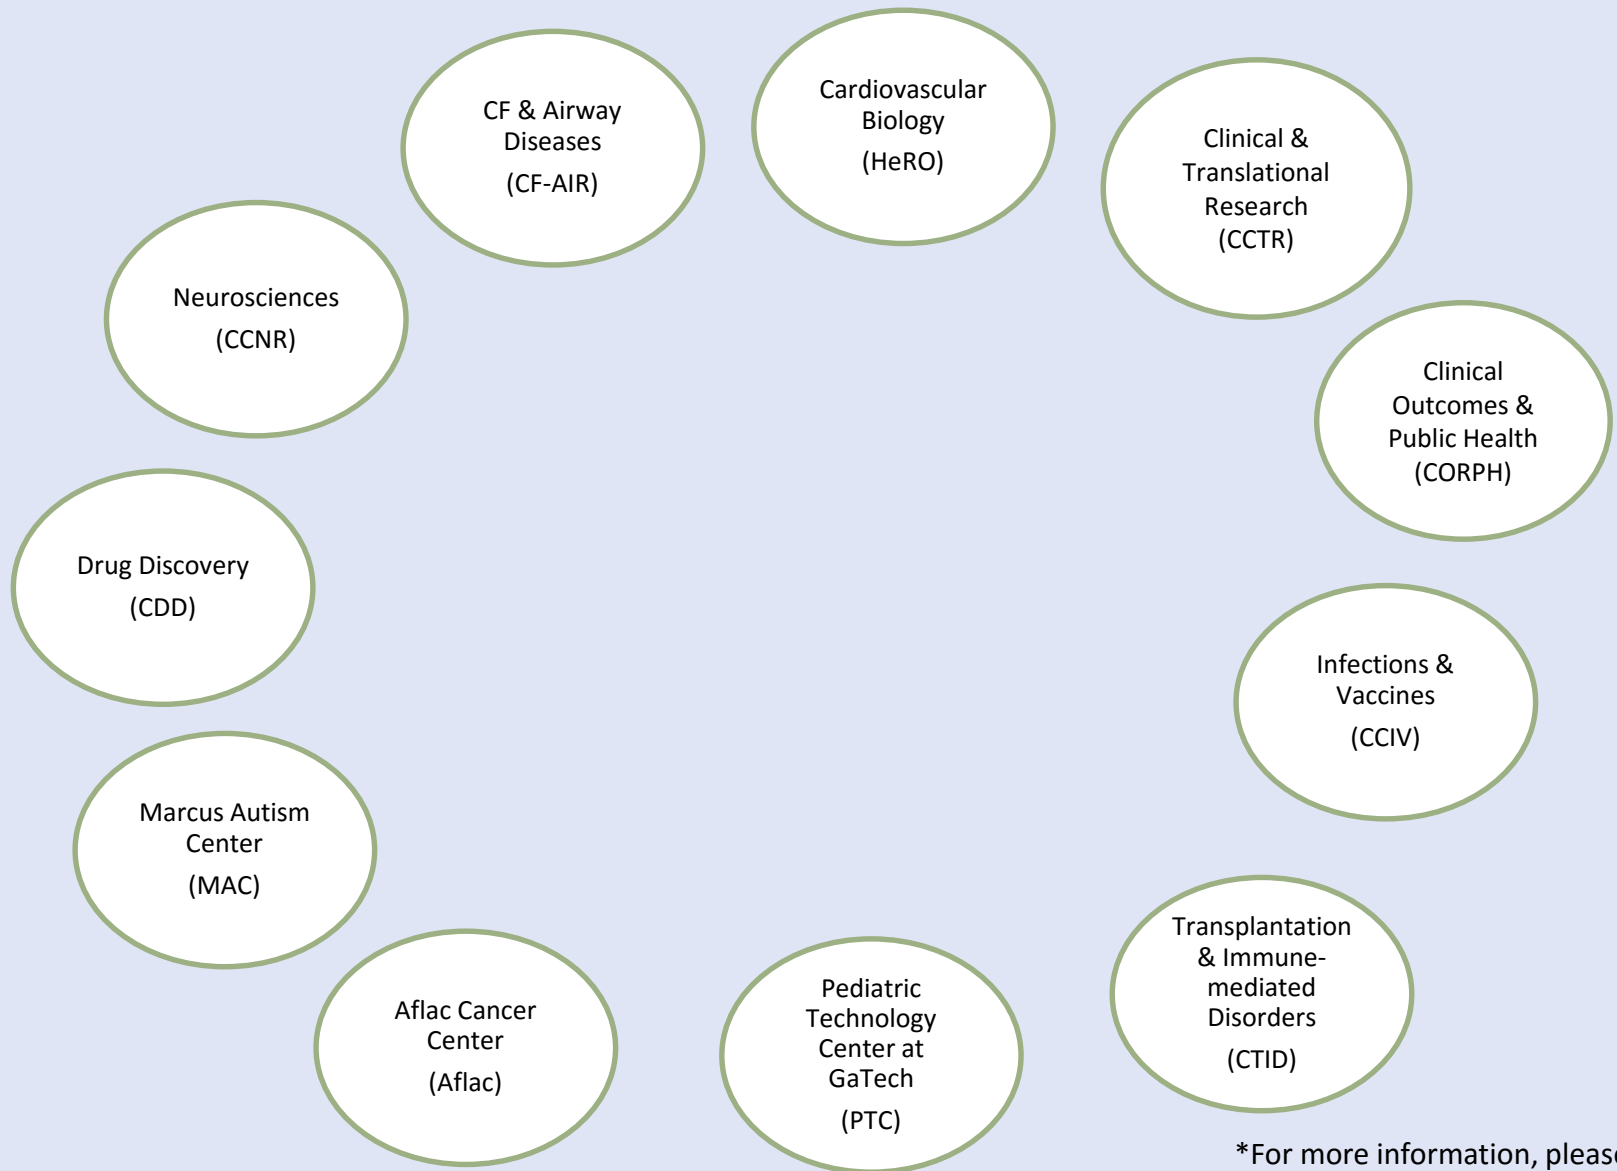 CF & Airway
Diseases
(CF-AIR)
Cardiovascular
Biology
(HeRO)
Clinical &
Translational
Research
(CCTR)
Clinical
Outcomes &
Public Health
(CORPH)
Infections &
Vaccines
(CCIV)
Transplantation
& Immune-
mediated
Disorders
(CTID)
Pediatric
Technology
Center at
GaTech
(PTC)
Aflac Cancer
Center
(Aflac)
Marcus Autism
Center
(MAC)
Drug Discovery
(CDD)
Neurosciences
(CCNR)
*For more information, please